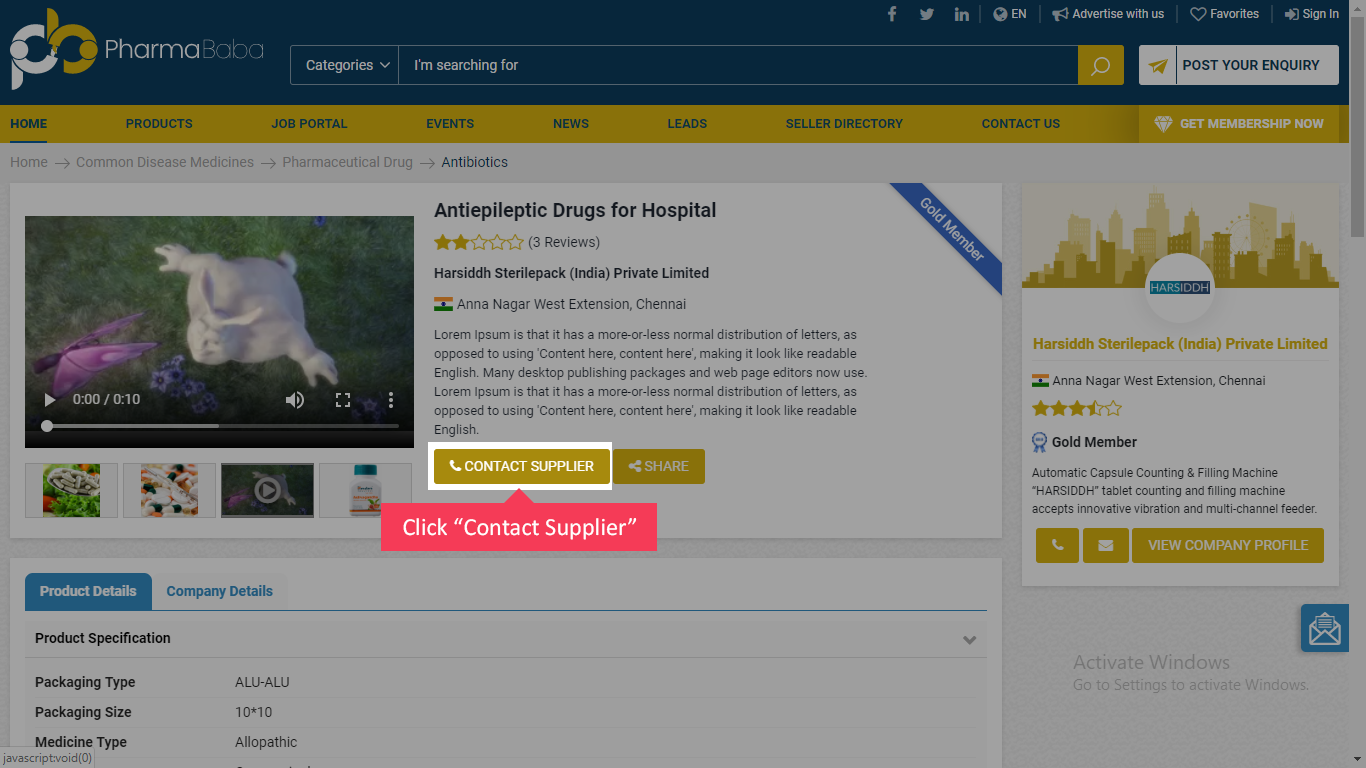 EN
Advertise with us
Favorites
Sign In
PharmaBaba
Categories
I'm searching for
POST YOUR ENQUIRY
HOME
PRODUCTS
JOB PORTAL
EVENTS
NEWS
LEADS
SELLER DIRECTORY
CONTACT US
GET MEMBERSHIP NOW
Home → Common Disease Medicines → Pharmaceutical Drug → Antibiotics
0:00 / 0:10
Antiepileptic Drugs for Hospital
(3 Reviews)
Harsiddh Sterilepack (India) Private Limited
Anna Nagar West Extension, Chennai
Lorem Ipsum is that it has a more-or-less normal distribution of letters, as
opposed to using 'Content here, content here', making it look like readable
English. Many desktop publishing packages and web page editors now use.
Lorem Ipsum is that it has a more-or-less normal distribution of letters, as
opposed to using 'Content here, content here', making it look like readable
English.
CONTACT SUPPLIER
SHARE
Click “Contact Supplier”
Gold Member
HARSIDDH
Harsiddh Sterilepack (India) Private Limited
Anna Nagar West Extension, Chennai
Gold Member
Automatic Capsule Counting & Filling Machine
“HARSIDDH” tablet counting and filling machine
accepts innovative vibration and multi-channel feeder.
VIEW COMPANY PROFILE
Product Details
Company Details
Product Specification
Packaging Type ALU-ALU
Packaging Size 10*10
Medicine Type Allopathic
Activate Windows
Go to Settings to activate Windows.
javascript:void(0)